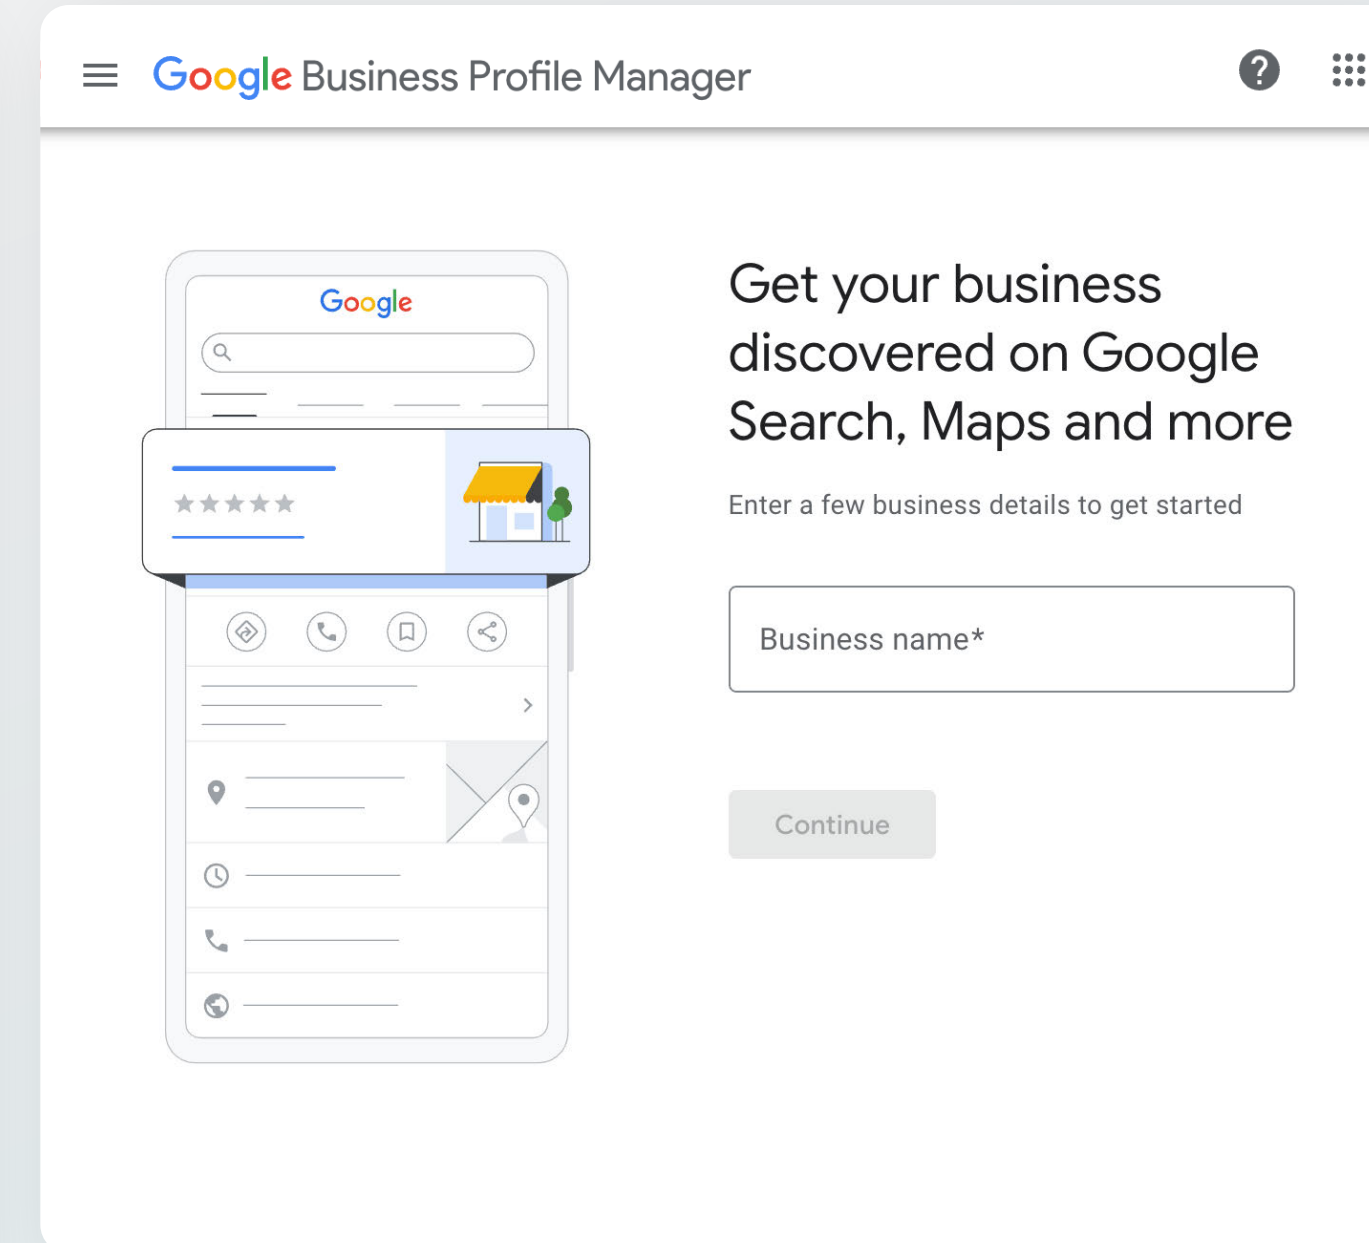 Google Business Profile Manager
Google
Get your business
discovered on Google
Search, Maps and more
Enter a few business details to get started
Business name*
Continue